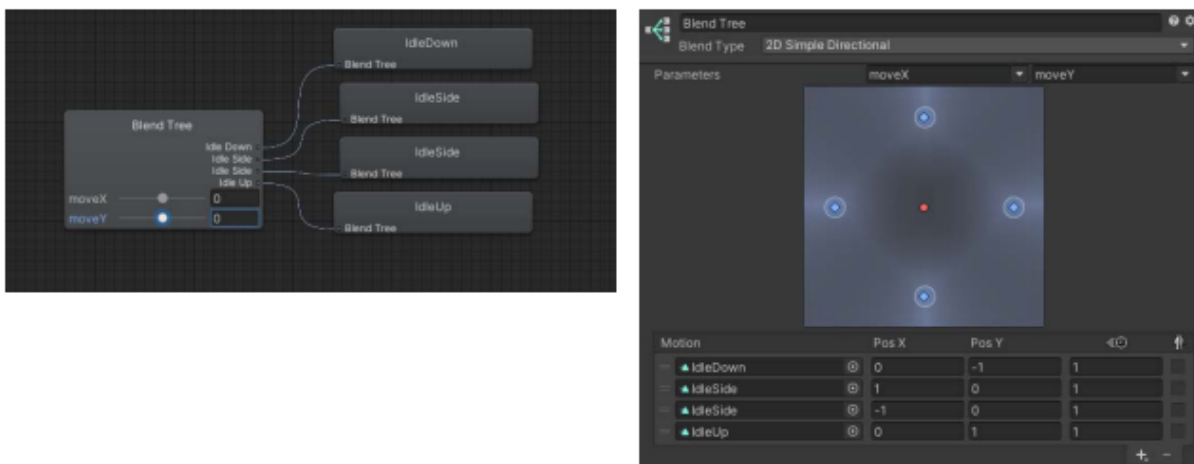 IdleDown
Blend Tree
IdleSide
Blend Tree
IdleSide
Blend Tree
IdleUp
Blend Tree
Blend Tree
Idle Down
Idle Side
Idle Side
Idle Up
moveX 0
moveY 0
Blend Tree
Blend Type 2D Simple Directional
Parameters moveX moveY
Motion Pos X Pos Y
IdleDown 0 -1 1
IdleSide 1 0 1
IdleSide -1 0 1
IdleUp 0 1 1